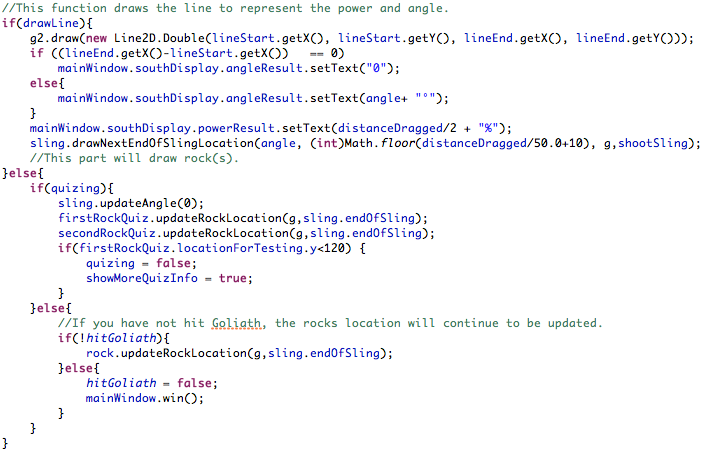 //This function draws the line to represent the power and angle.
if(drawLine){
    g2.draw(new Line2D.Double(lineStart.getX(), lineStart.getY(), lineEnd.getX(), lineEnd.getY()));
    if ((lineEnd.getX()-lineStart.getX())   == 0)
        mainWindow.southDisplay.angleResult.setText("0");
    else{
        mainWindow.southDisplay.angleResult.setText(angle+ "°");
    }
    mainWindow.southDisplay.powerResult.setText(distanceDragged/2 + "%");
    sling.drawNextEndOfSlingLocation(angle, (int)Math.floor(distanceDragged/50.0+10), g,shootSling);
    //This part will draw rock(s).
}else{
    if(quizing){
        sling.updateAngle(0);
        firstRockQuiz.updateRockLocation(g,sling.endOfSling);
        secondRockQuiz.updateRockLocation(g,sling.endOfSling);
        if(firstRockQuiz.locationForTesting.y<120) {
            quizing = false;
            showMoreQuizInfo = true;
        }
    }else{
        //If you have not hit Goliath, the rocks location will continue to be updated.
        if(!hitGoliath){
            rock.updateRockLocation(g,sling.endOfSling);
        }else{
            hitGoliath = false;
            mainWindow.win();
        }
    }
}